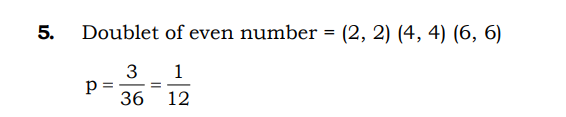 5. Doublet of even number = (2, 2) (4, 4) (6, 6)
p = 3/36 = 1/12